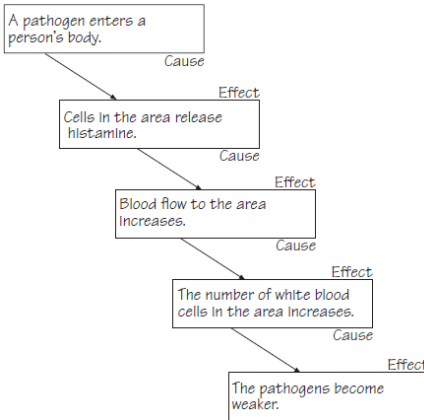 A pathogen enters a
person's body.
Cause
Effect
Cells in the area release
histamine.
Cause
Effect
Blood flow to the area
increases.
Cause
Effect
The number of white blood
cells in the area increases.
Cause
Effect
The pathogens become
weaker.